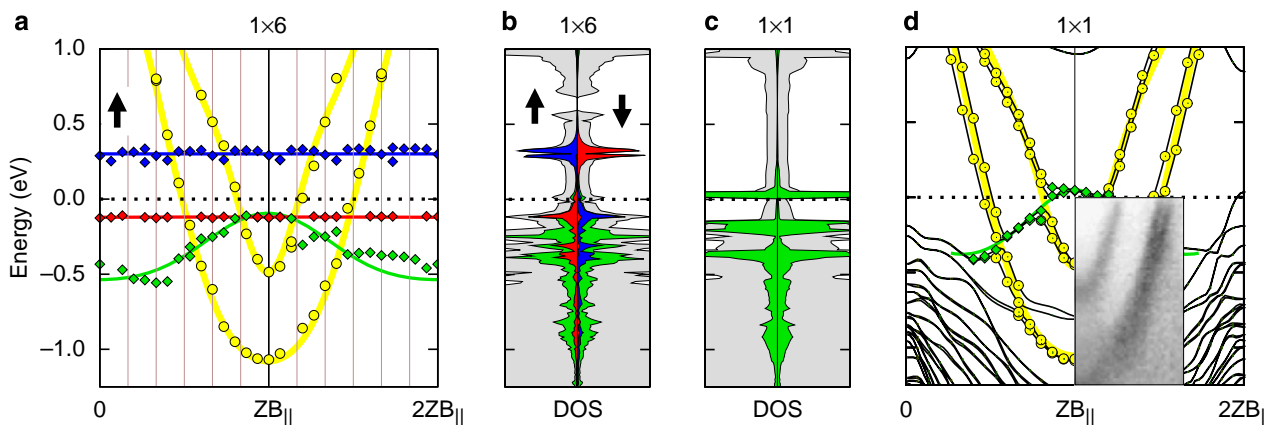 a 1×6
b 1×6
c 1×1
d 1×1
Energy (eV)
1.0
0.5
0.0
−0.5
−1.0
0 ZB|| 2ZB||
DOS
DOS
0 ZB|| 2ZB|